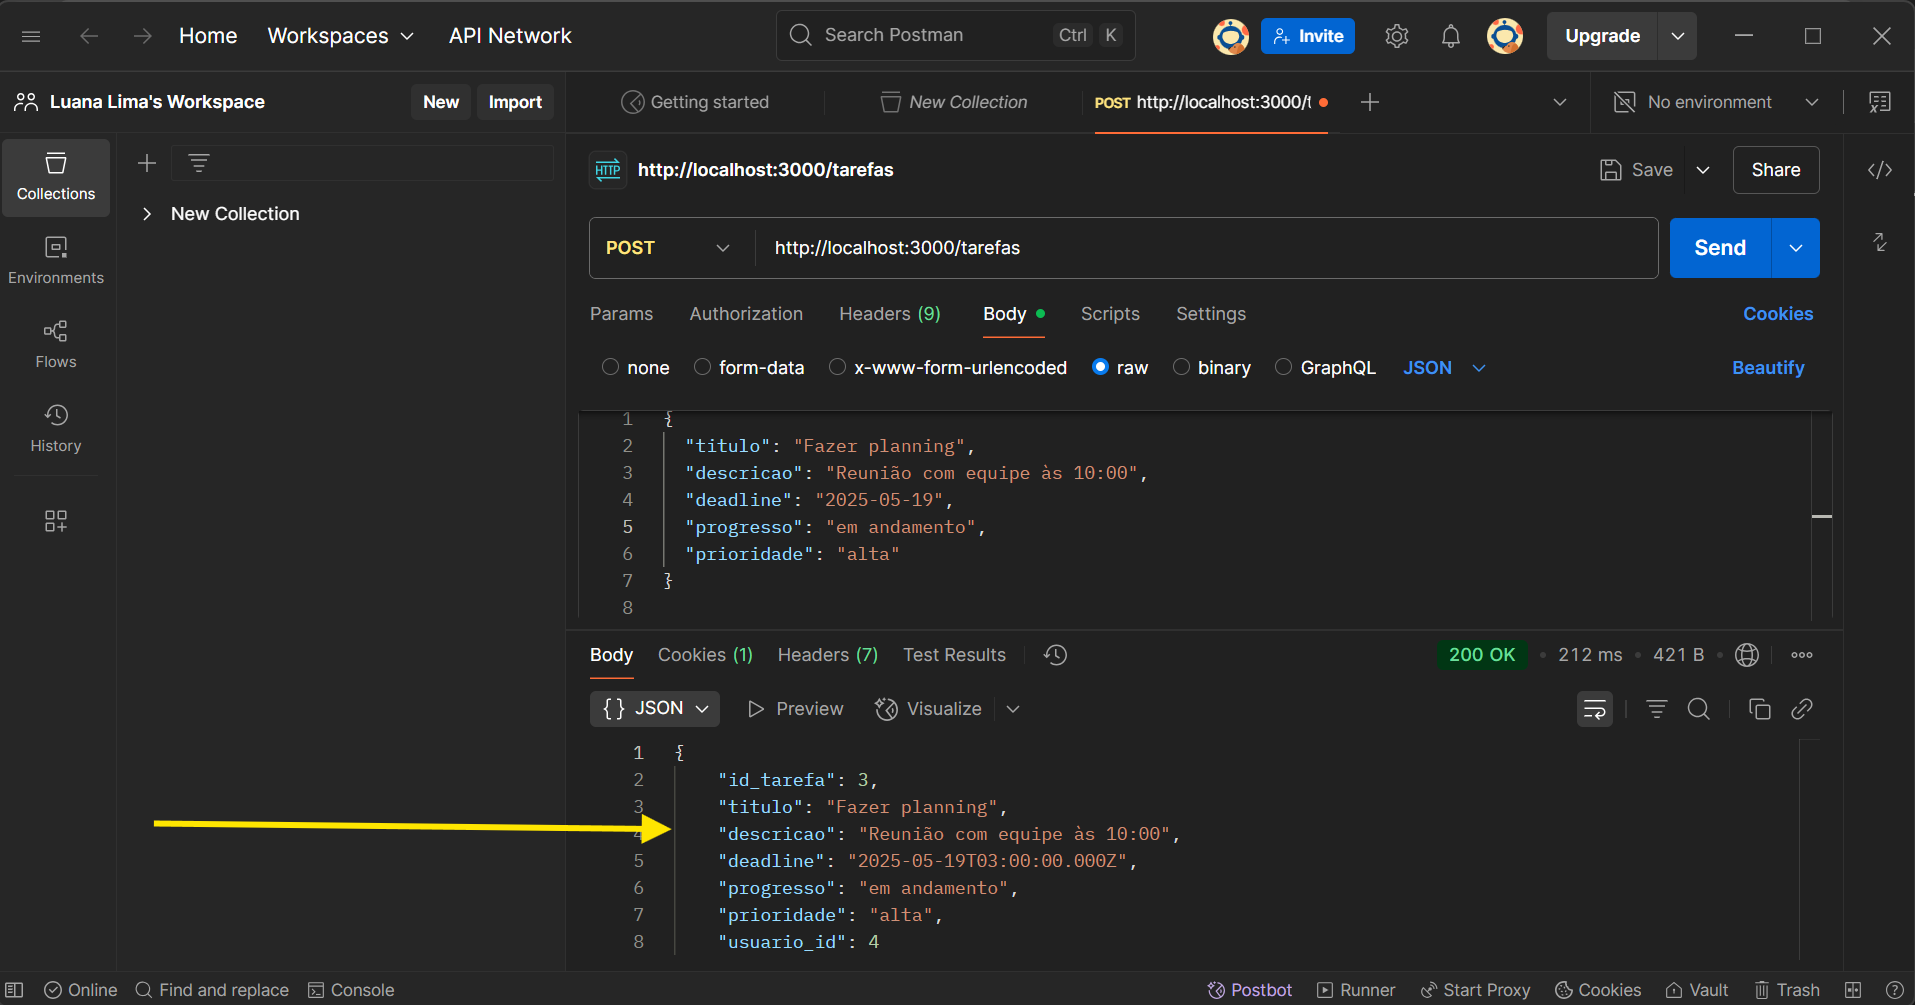 Home Workspaces API Network Search Postman Ctrl K Invite Upgrade
Luana Lima's Workspace New Import Getting started New Collection POST http://localhost:3000/t No environment
Collections
New Collection
Environments
Flows
History
HTTP http://localhost:3000/tarefas Save Share
POST http://localhost:3000/tarefas Send
Params Authorization Headers (9) Body Scripts Settings Cookies
none form-data x-www-form-urlencoded raw binary GraphQL JSON Beautify
1 {
2 "titulo": "Fazer planning",
3 "descricao": "Reunião com equipe às 10:00",
4 "deadline": "2025-05-19",
5 "progresso": "em andamento",
6 "prioridade": "alta"
7 }
8
Body Cookies (1) Headers (7) Test Results 200 OK 212 ms 421 B
{} JSON Preview Visualize
1 {
2 "id_tarefa": 3,
3 "titulo": "Fazer planning",
4 "descricao": "Reunião com equipe às 10:00",
5 "deadline": "2025-05-19T03:00:00.000Z",
6 "progresso": "em andamento",
7 "prioridade": "alta",
8 "usuario_id": 4
Online Find and replace Console Postbot Runner Start Proxy Cookies Vault Trash